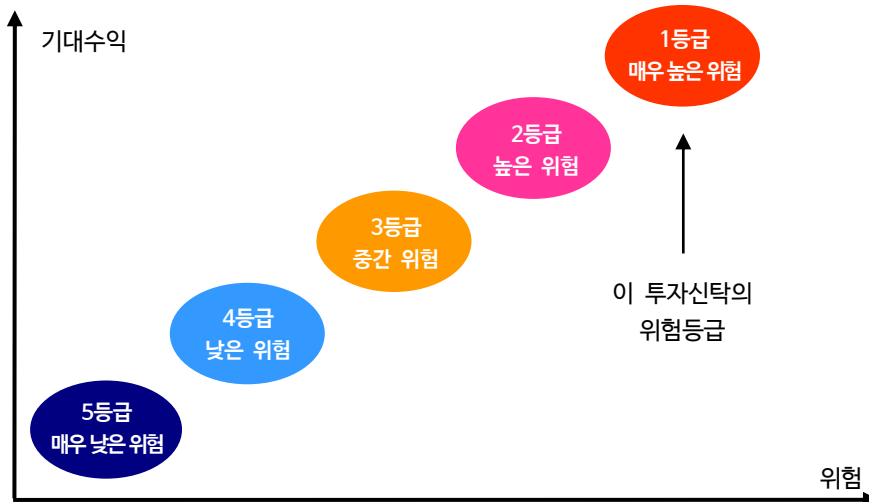 기대수익
1등급
매우 높은 위험
2등급
높은 위험
3등급
중간 위험
이 투자신탁의
위험등급
4등급
낮은 위험
5등급
매우 낮은 위험
위험